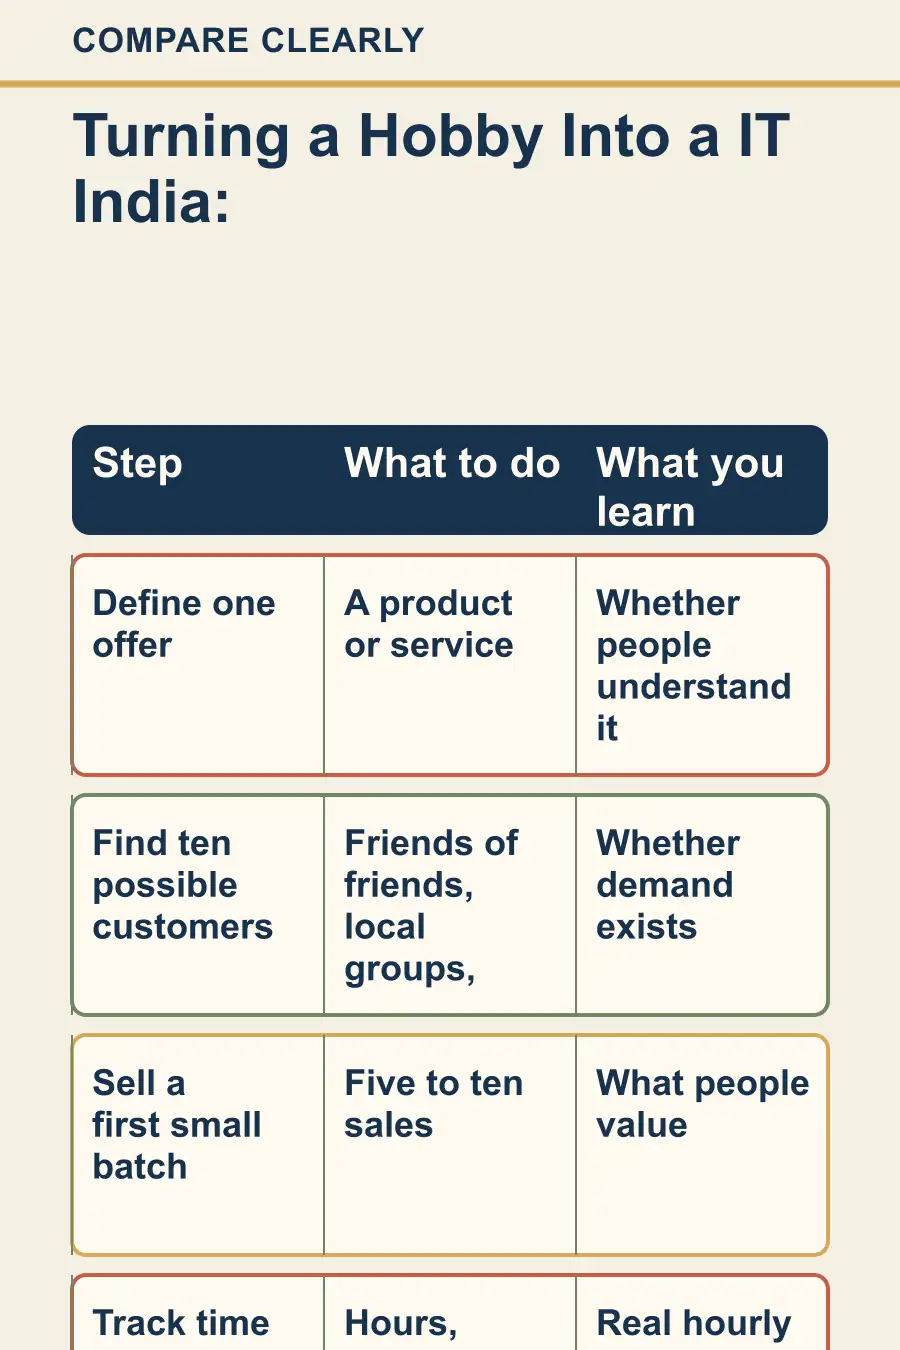 COMPARE CLEARLY
Turning a Hobby Into a IT
India:
Step
What to do
What you
learn
Define one
offer
A product
or service
Whether
people
understand
it
Find ten
possible
customers
Friends of
friends,
local
groups,
Whether
demand
exists
Sell a
first small
batch
Five to ten
sales
What people
value
Track time
Hours,
Real hourly